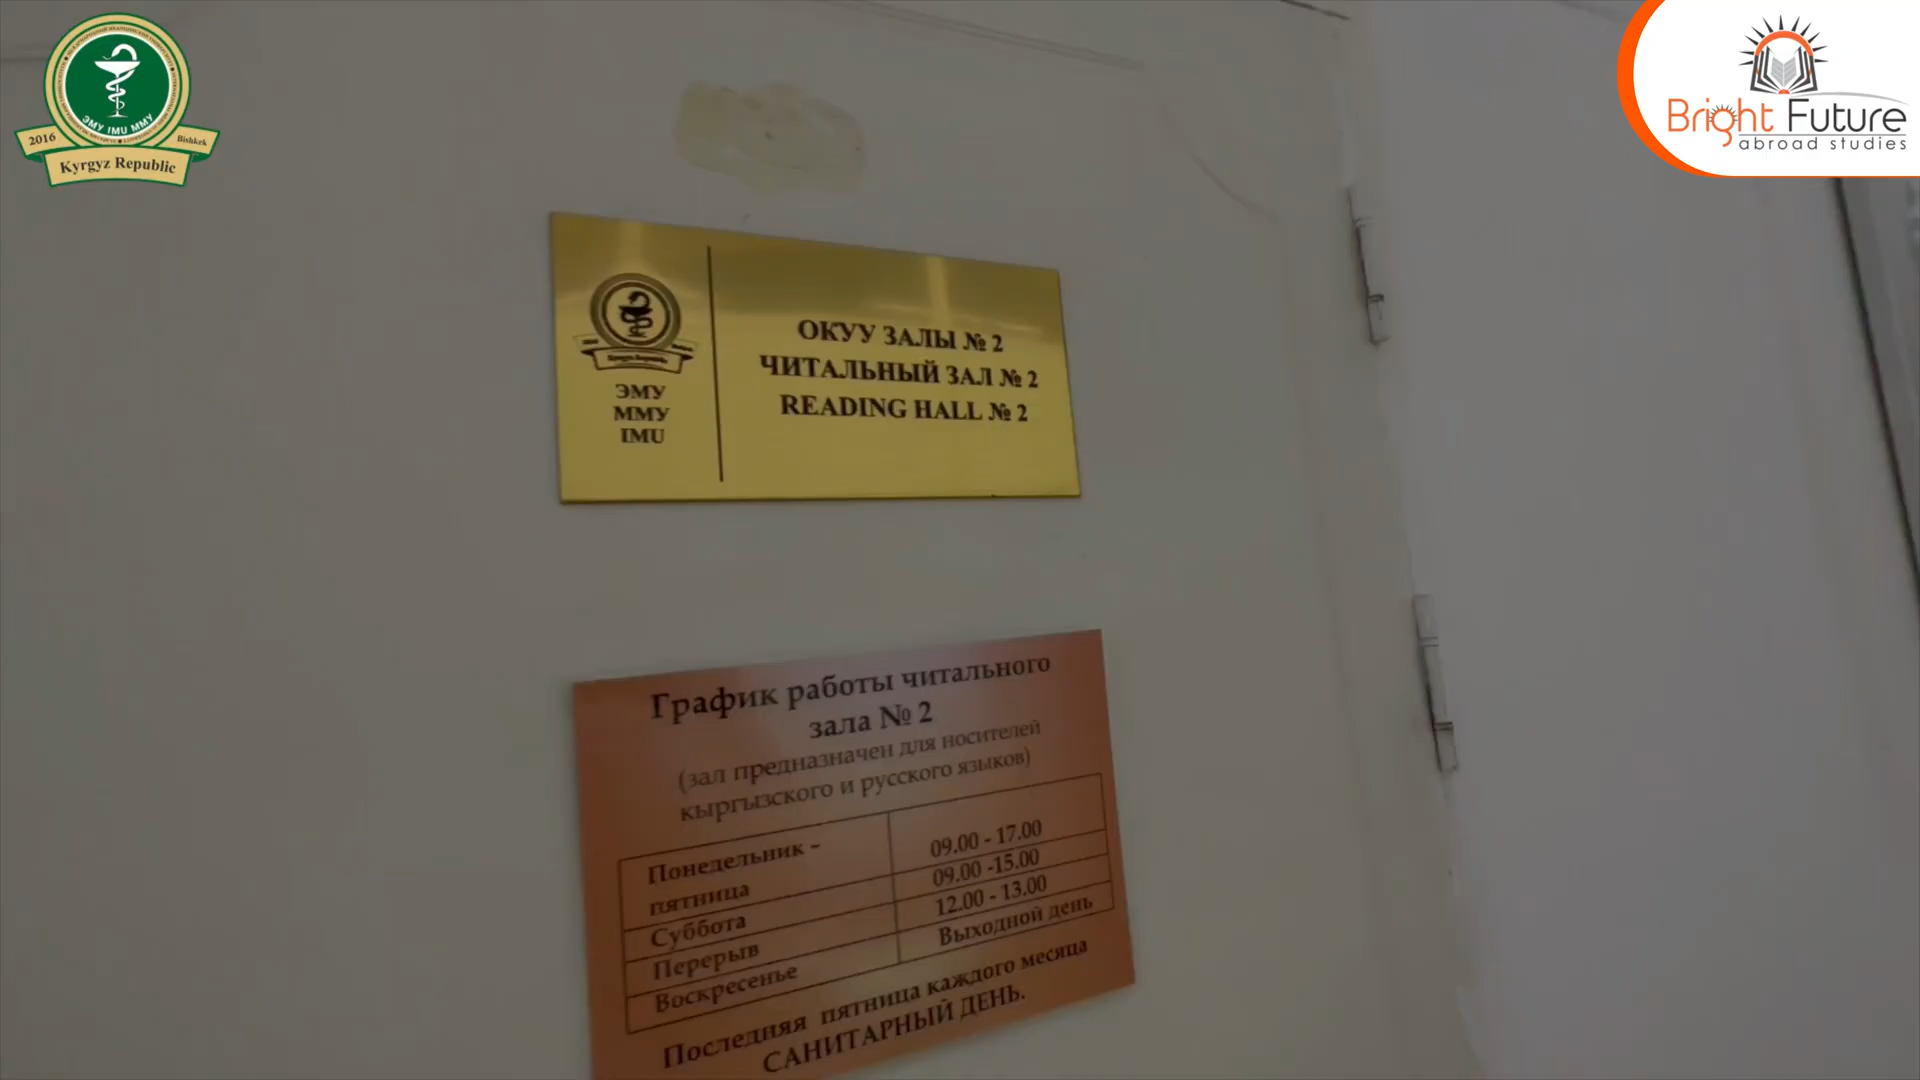 ЭМУ IMU ММУ
2016
Bishkek
Kyrgyz Republic
Bright Future
abroad studies
Kyrgyz Republic
ЭМУ
ММУ
IMU
ОКУУ ЗАЛЫ № 2
ЧИТАЛЬНЫЙ ЗАЛ № 2
READING HALL № 2
График работы читального
зала № 2
(зал предназначен для носителей
кыргызского и русского языков)
Понедельник –
пятница
09.00 - 17.00
Суббота
09.00 -15.00
Перерыв
12.00 - 13.00
Воскресенье
Выходной день
Последняя пятница каждого месяца
САНИТАРНЫЙ ДЕНЬ.